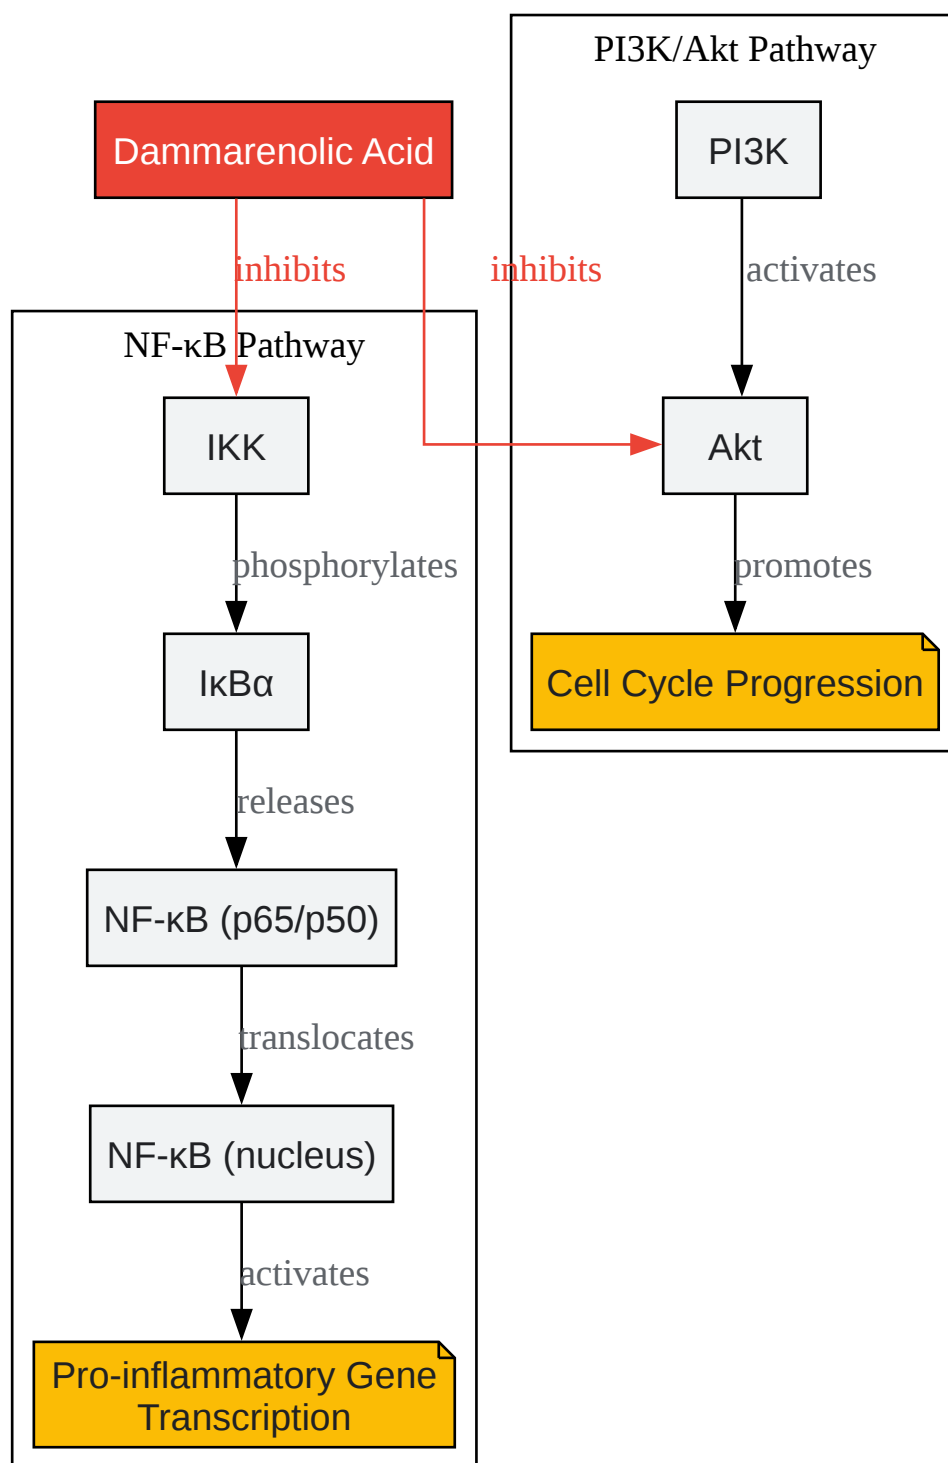 PI3K/Akt Pathway
Dammarenolic Acid
PI3K
inhibits
inhibits
activates
NF-κB Pathway
IKK
Akt
phosphorylates
promotes
IκBα
Cell Cycle Progression
releases
NF-κB (p65/p50)
translocates
NF-κB (nucleus)
activates
Pro-inflammatory Gene
Transcription